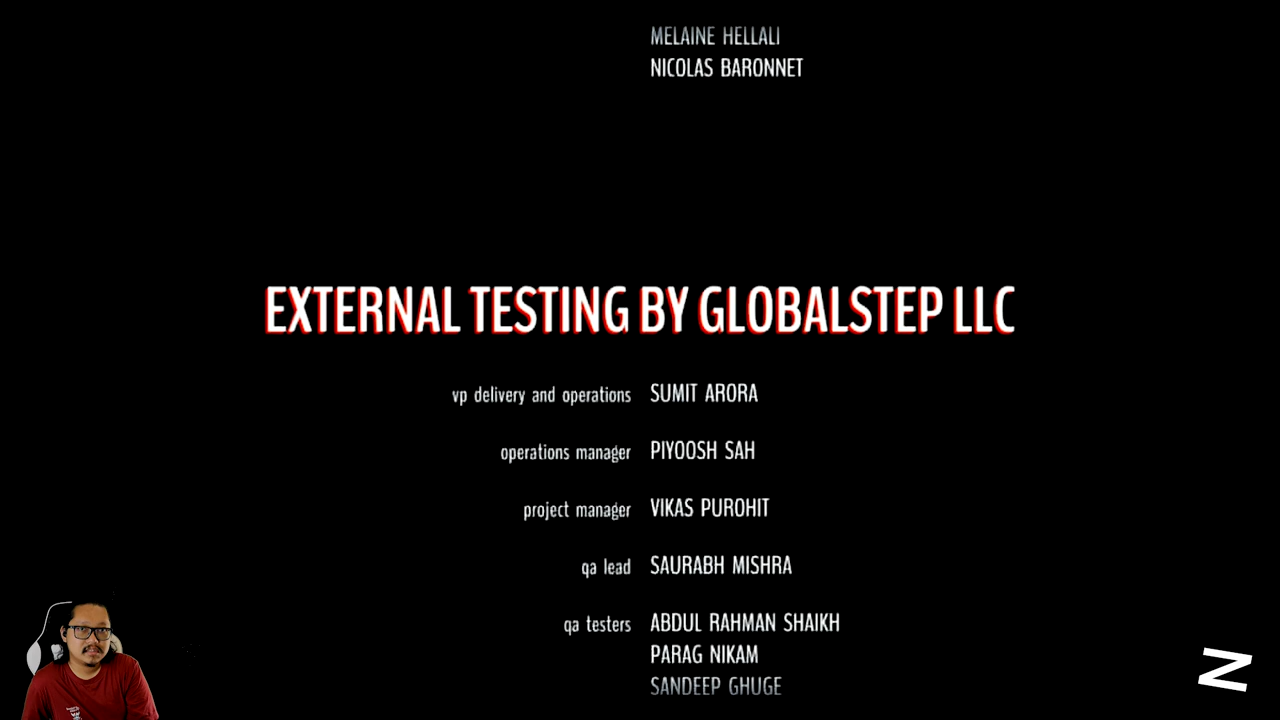 MELAINE HELLALI
NICOLAS BARONNET
EXTERNAL TESTING BY GLOBALSTEP LLC
vp delivery and operations SUMIT ARORA
operations manager PIYOOSH SAH
project manager VIKAS PUROHIT
qa lead SAURABH MISHRA
qa testers ABDUL RAHMAN SHAIKH
PARAG NIKAM
SANDEEP GHUGE
Z